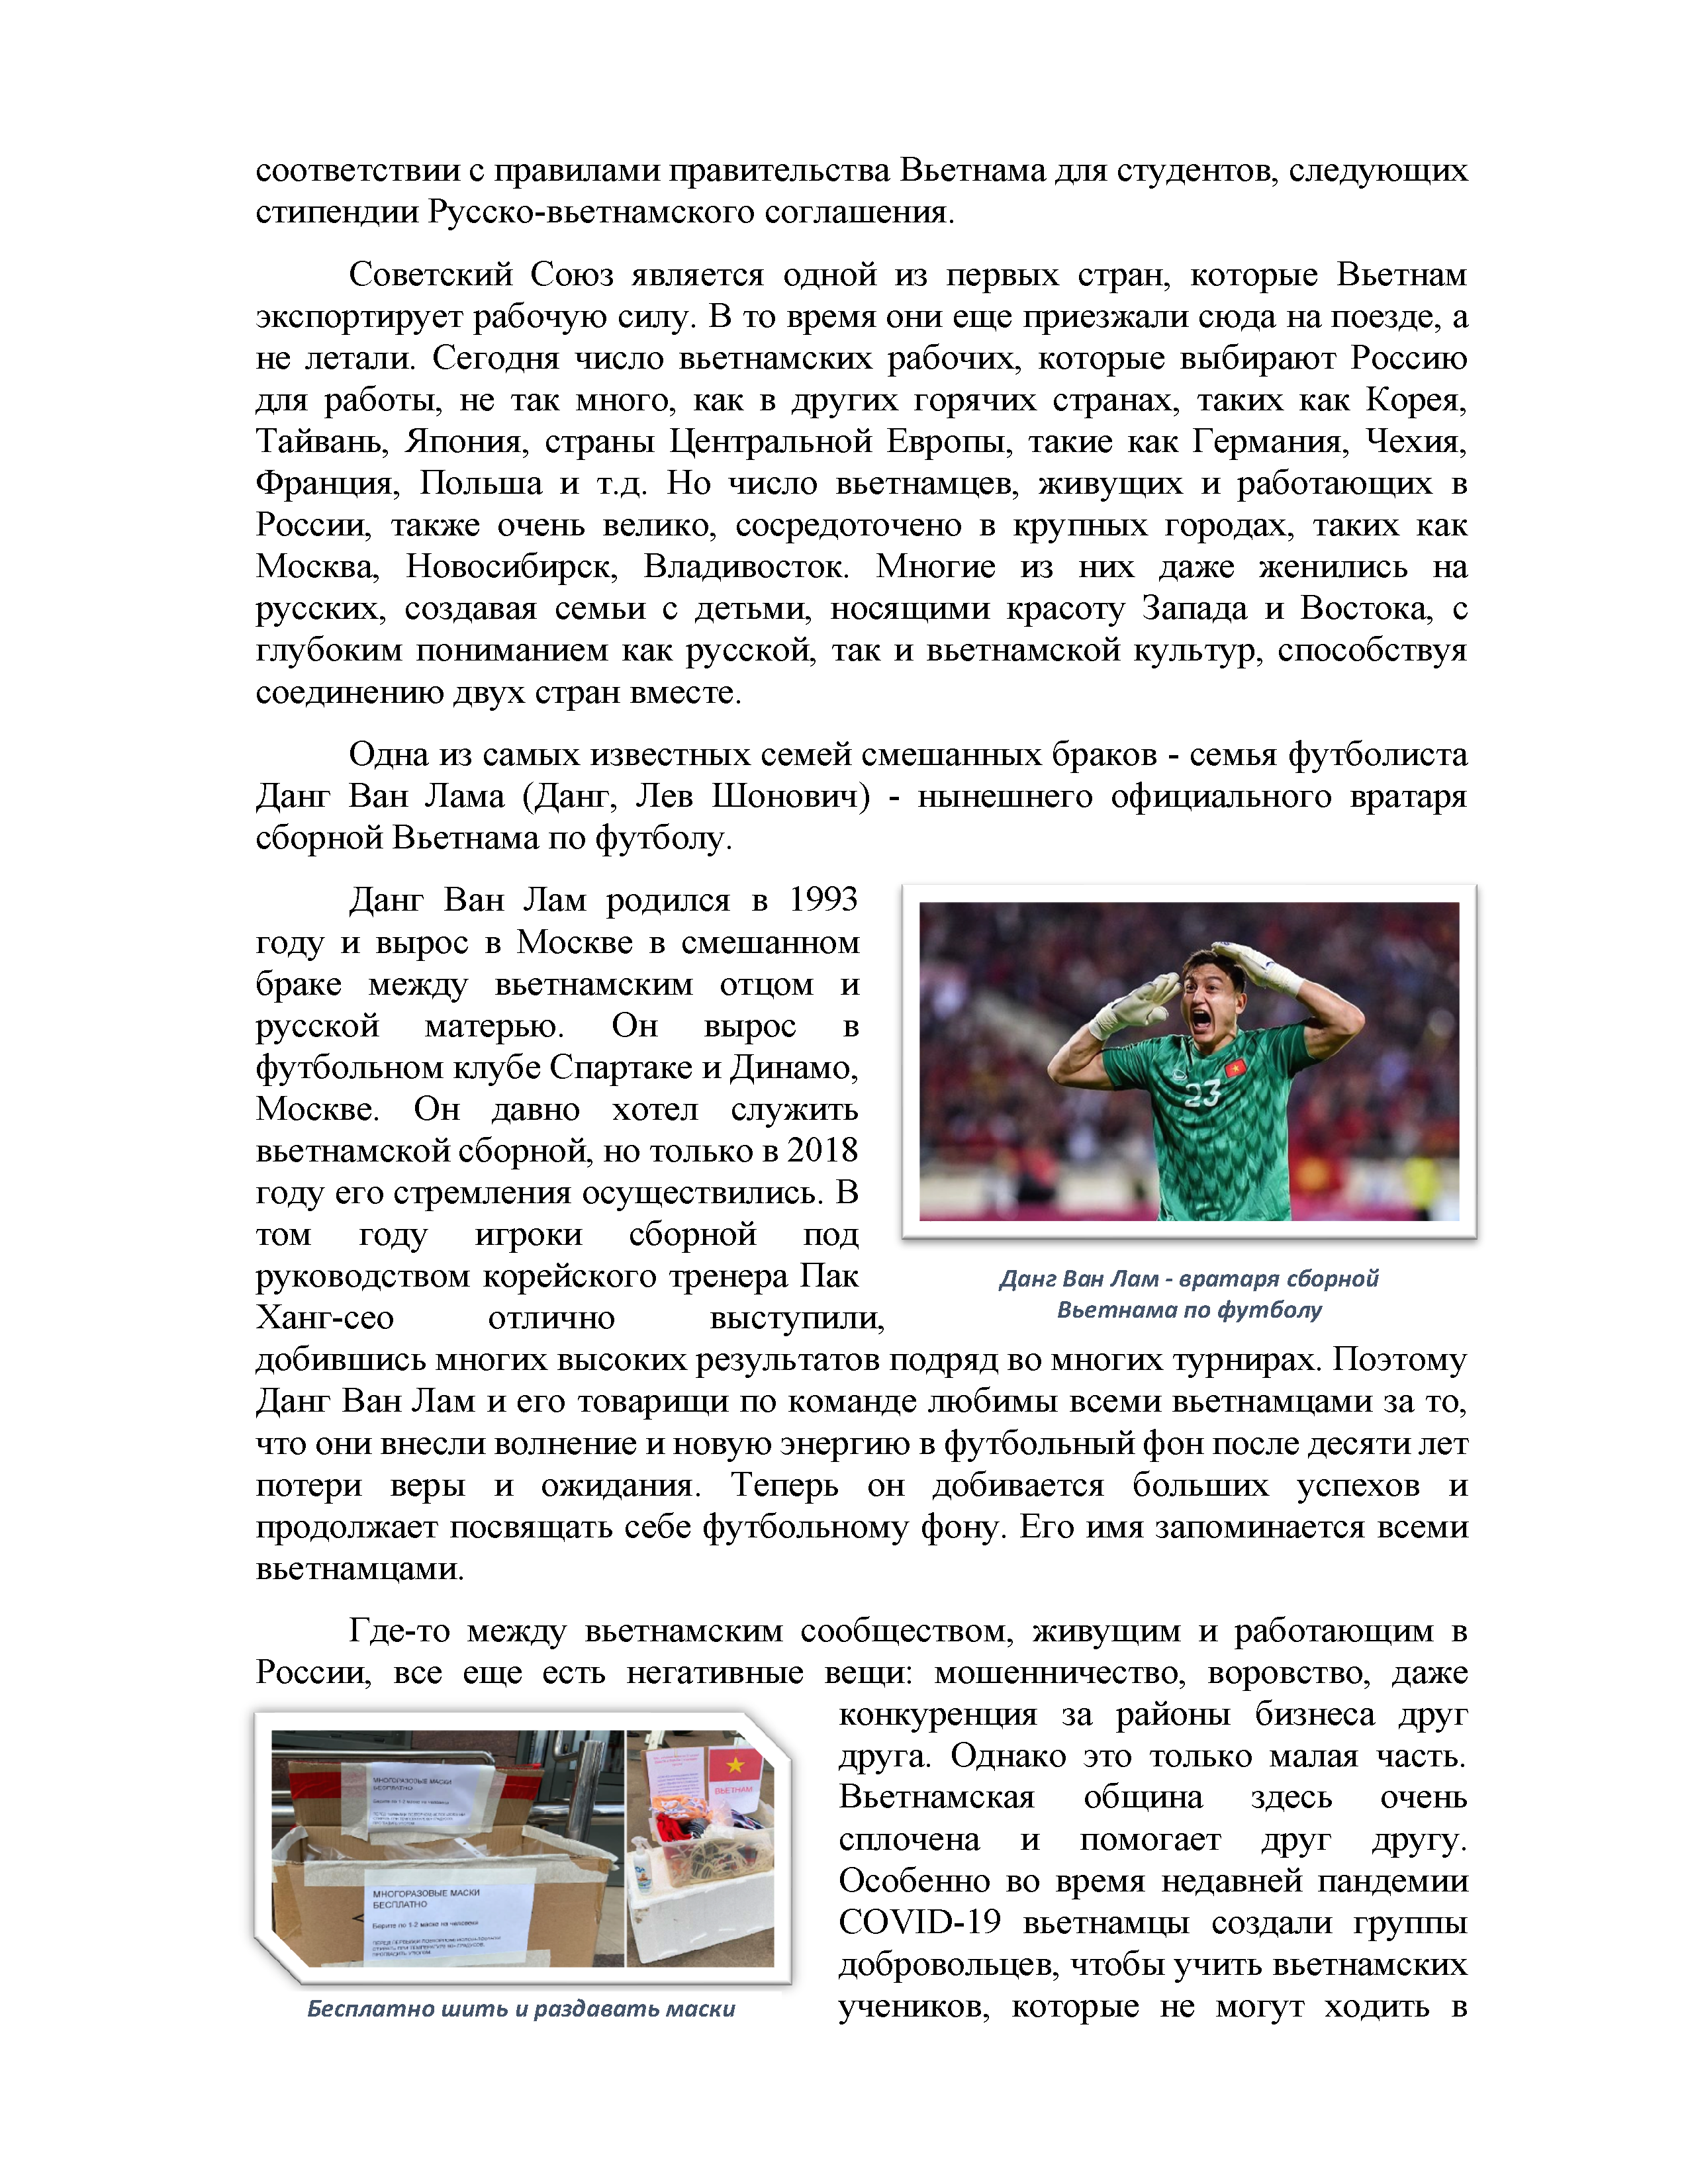 соответствии с правилами правительства Вьетнама для студентов, следующих
стипендии Русско-вьетнамского соглашения.
Советский Союз является одной из первых стран, которые Вьетнам
экспортирует рабочую силу. В то время они еще приезжали сюда на поезде, а
не летали. Сегодня число вьетнамских рабочих, которые выбирают Россию
для работы, не так много, как в других горячих странах, таких как Корея,
Тайвань, Япония, страны Центральной Европы, такие как Германия, Чехия,
Франция, Польша и т.д. Но число вьетнамцев, живущих и работающих в
России, также очень велико, сосредоточено в крупных городах, таких как
Москва, Новосибирск, Владивосток. Многие из них даже женились на
русских, создавая семьи с детьми, носящими красоту Запада и Востока, с
глубоким пониманием как русской, так и вьетнамской культур, способствуя
соединению двух стран вместе.
Одна из самых известных семей смешанных браков - семья футболиста
Данг Ван Лама (Данг, Лев Шонович) - нынешнего официального вратаря
сборной Вьетнама по футболу.
Данг Ван Лам родился в 1993
году и вырос в Москве в смешанном
браке между вьетнамским отцом и
русской матерью. Он вырос в
футбольном клубе Спартаке и Динамо,
Москве. Он давно хотел служить
вьетнамской сборной, но только в 2018
году его стремления осуществились. В
том году игроки сборной под
руководством корейского тренера Пак
Ханг-сео отлично выступили,
23
Данг Ван Лам - вратаря сборной
Вьетнама по футболу
добившись многих высоких результатов подряд во многих турнирах. Поэтому
Данг Ван Лам и его товарищи по команде любимы всеми вьетнамцами за то,
что они внесли волнение и новую энергию в футбольный фон после десяти лет
потери веры и ожидания. Теперь он добивается больших успехов и
продолжает посвящать себе футбольному фону. Его имя запоминается всеми
вьетнамцами.
Где-то между вьетнамским сообществом, живущим и работающим в
России, все еще есть негативные вещи: мошенничество, воровство, даже
конкуренция за районы бизнеса друг
друга. Однако это только малая часть.
Вьетнамская община здесь очень
сплочена и помогает друг другу.
Особенно во время недавней пандемии
COVID-19 вьетнамцы создали группы
добровольцев, чтобы учить вьетнамских
учеников, которые не могут ходить в
МНОГОРАЗОВЫЕ МАСКИ
БЕСПЛАТНО
Берите по 1-2 маске на человека
МНОГОРАЗОВЫЕ МАСКИ
БЕСПЛАТНО
Берите по 1-2 маске на человека
ВЬЕТНАМ
Бесплатно шить и раздавать маски